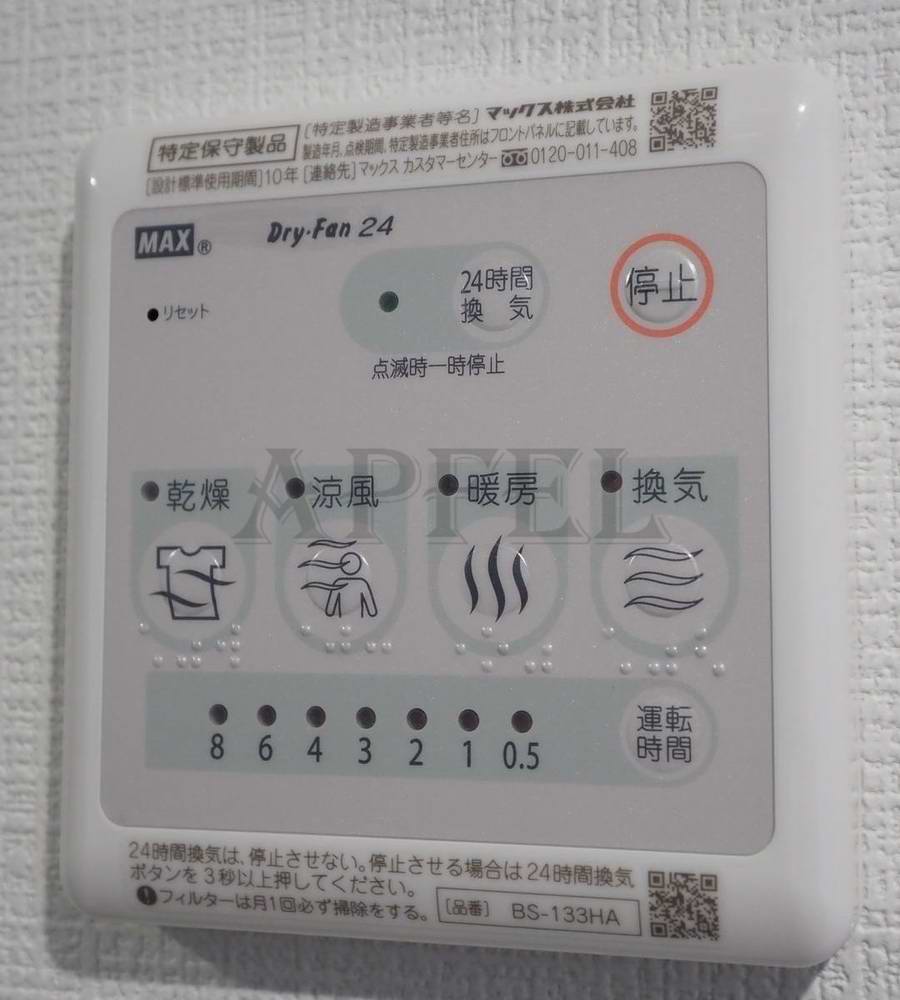 特定保守製品
[特定製造事業者等名] マックス株式会社
製造年月、点検期間、特定製造事業者住所はフロントパネルに記載しています。
[設計標準使用期間]10年 [連絡先]マックス カスタマーセンター 0120-011-408
MAX®
Dry·Fan 24
リセット
24時間
換 気
停止
点滅時一時停止
APFEL
乾燥 涼風 暖房 換気
8 6 4 3 2 1 0.5
運転
時間
24時間換気は、停止させない。停止させる場合は24時間換気
ボタンを3秒以上押してください。
フィルターは月1回必ず掃除をする。
[品番] BS-133HA